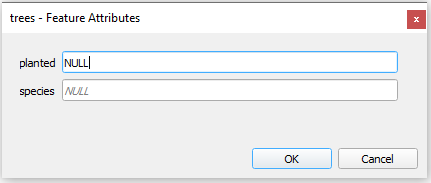 trees - Feature Attributes
x
planted NULL
species NULL
OK Cancel